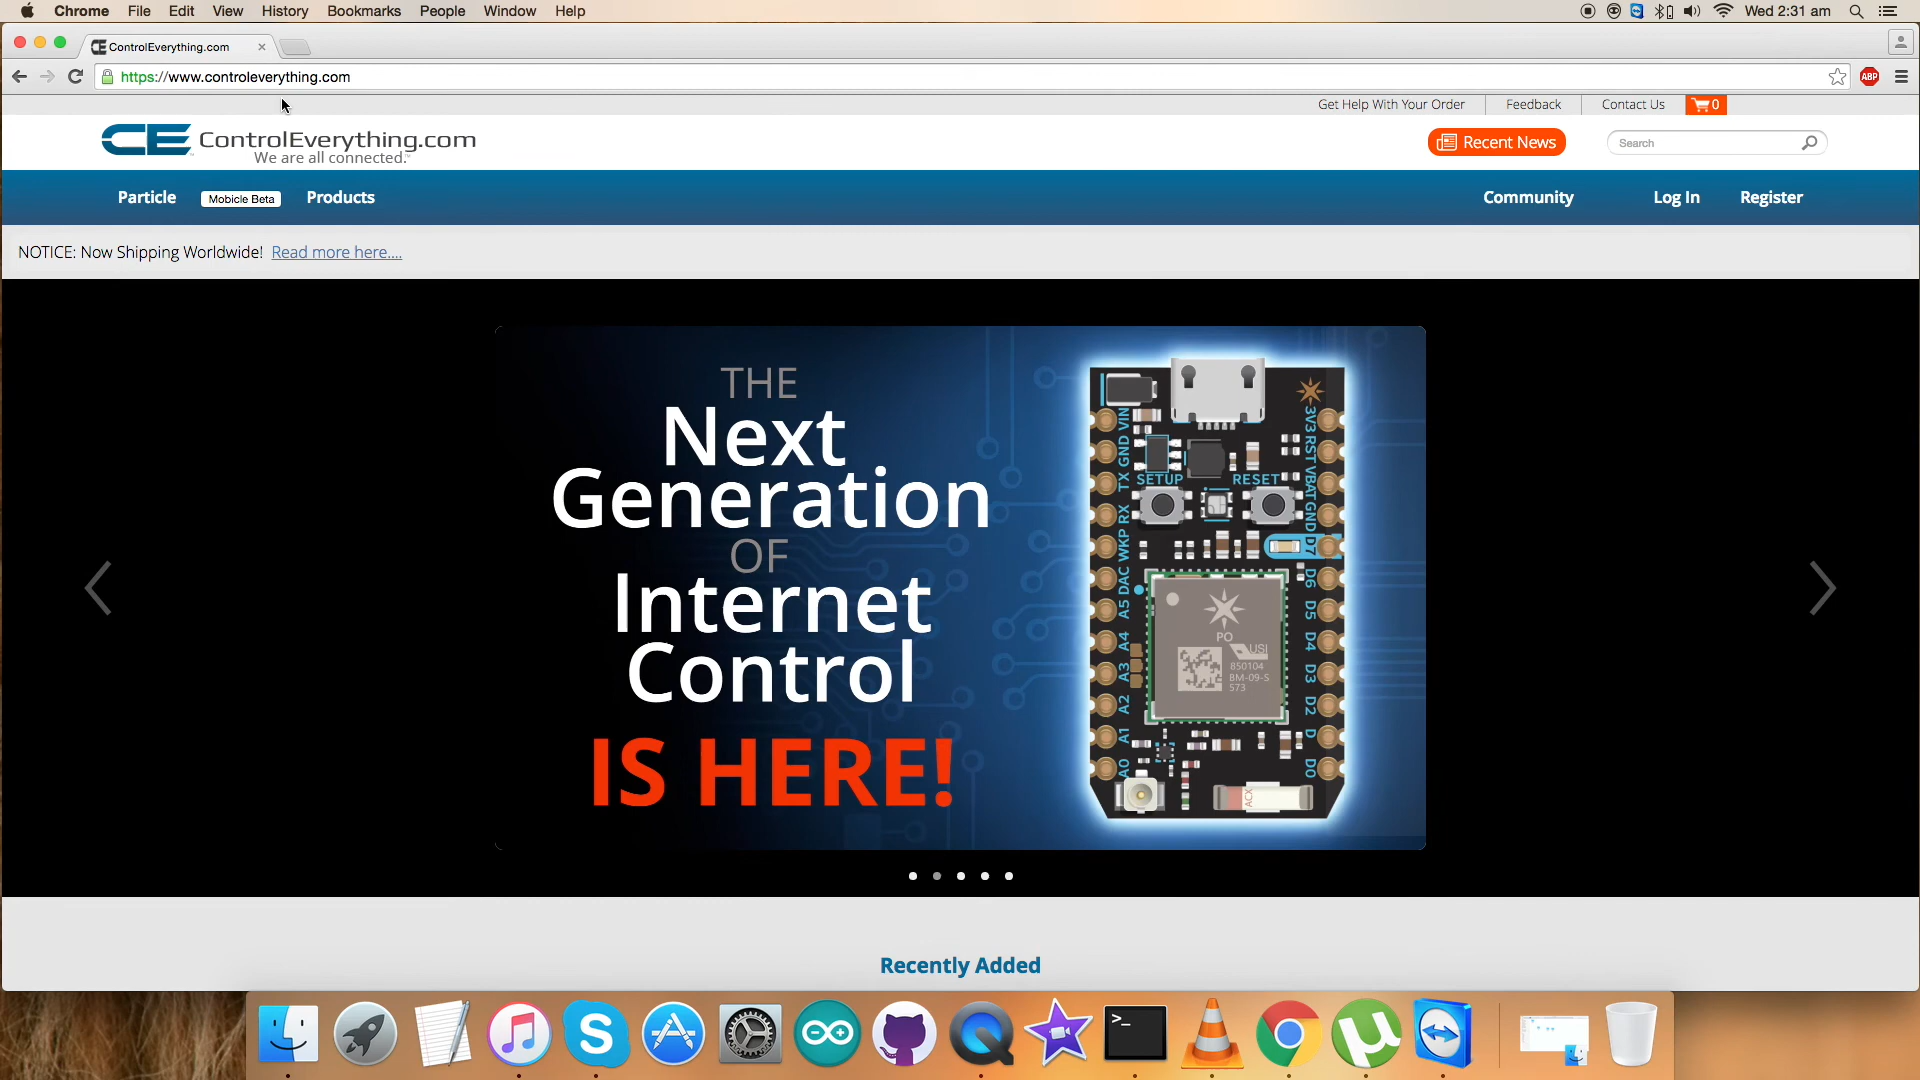 Chrome File Edit View History Bookmarks People Window Help Wed 2:31 am
CE ControlEverything.com
https://www.controleverything.com ABP
Get Help With Your Order Feedback Contact Us 0
CE ControlEverything.com
We are all connected.
Recent News Search
Particle Mobicle Beta Products Community Log In Register
NOTICE: Now Shipping Worldwide! Read more here....
THE
Next
Generation
OF
Internet
Control
IS HERE!
VIN
GND
TX
RX
WKP
DAC
A5
A4
A3
A2
A1
A0
SETUP RESET
3V3
RST
VBAT
GND
D7
D6
D5
D4
D3
D2
D
D0
PO
USI
850104
BM-09-S
573
ACX
Recently Added
S
>_
µ